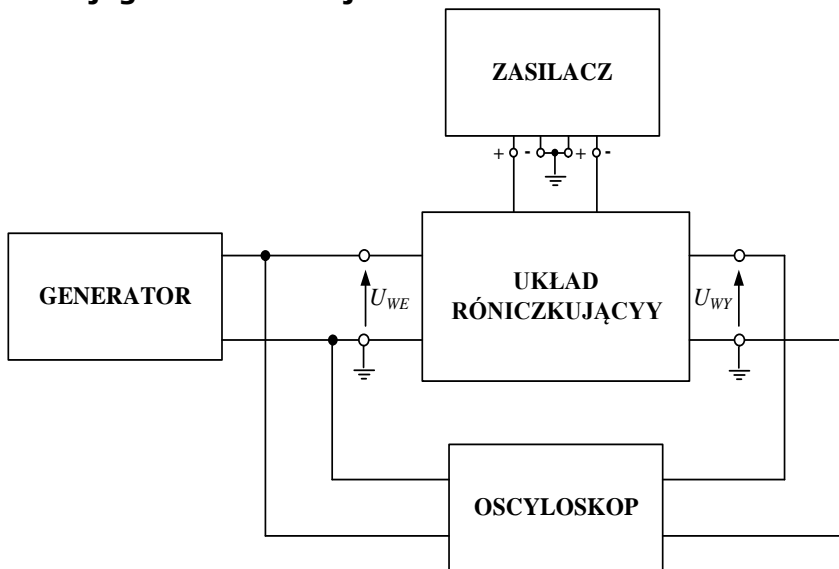 ZASILACZ
+ - + -
GENERATOR
U_WE
UKŁAD
RÓNICZKUJĄCYY
U_WY
OSCYLOSKOP